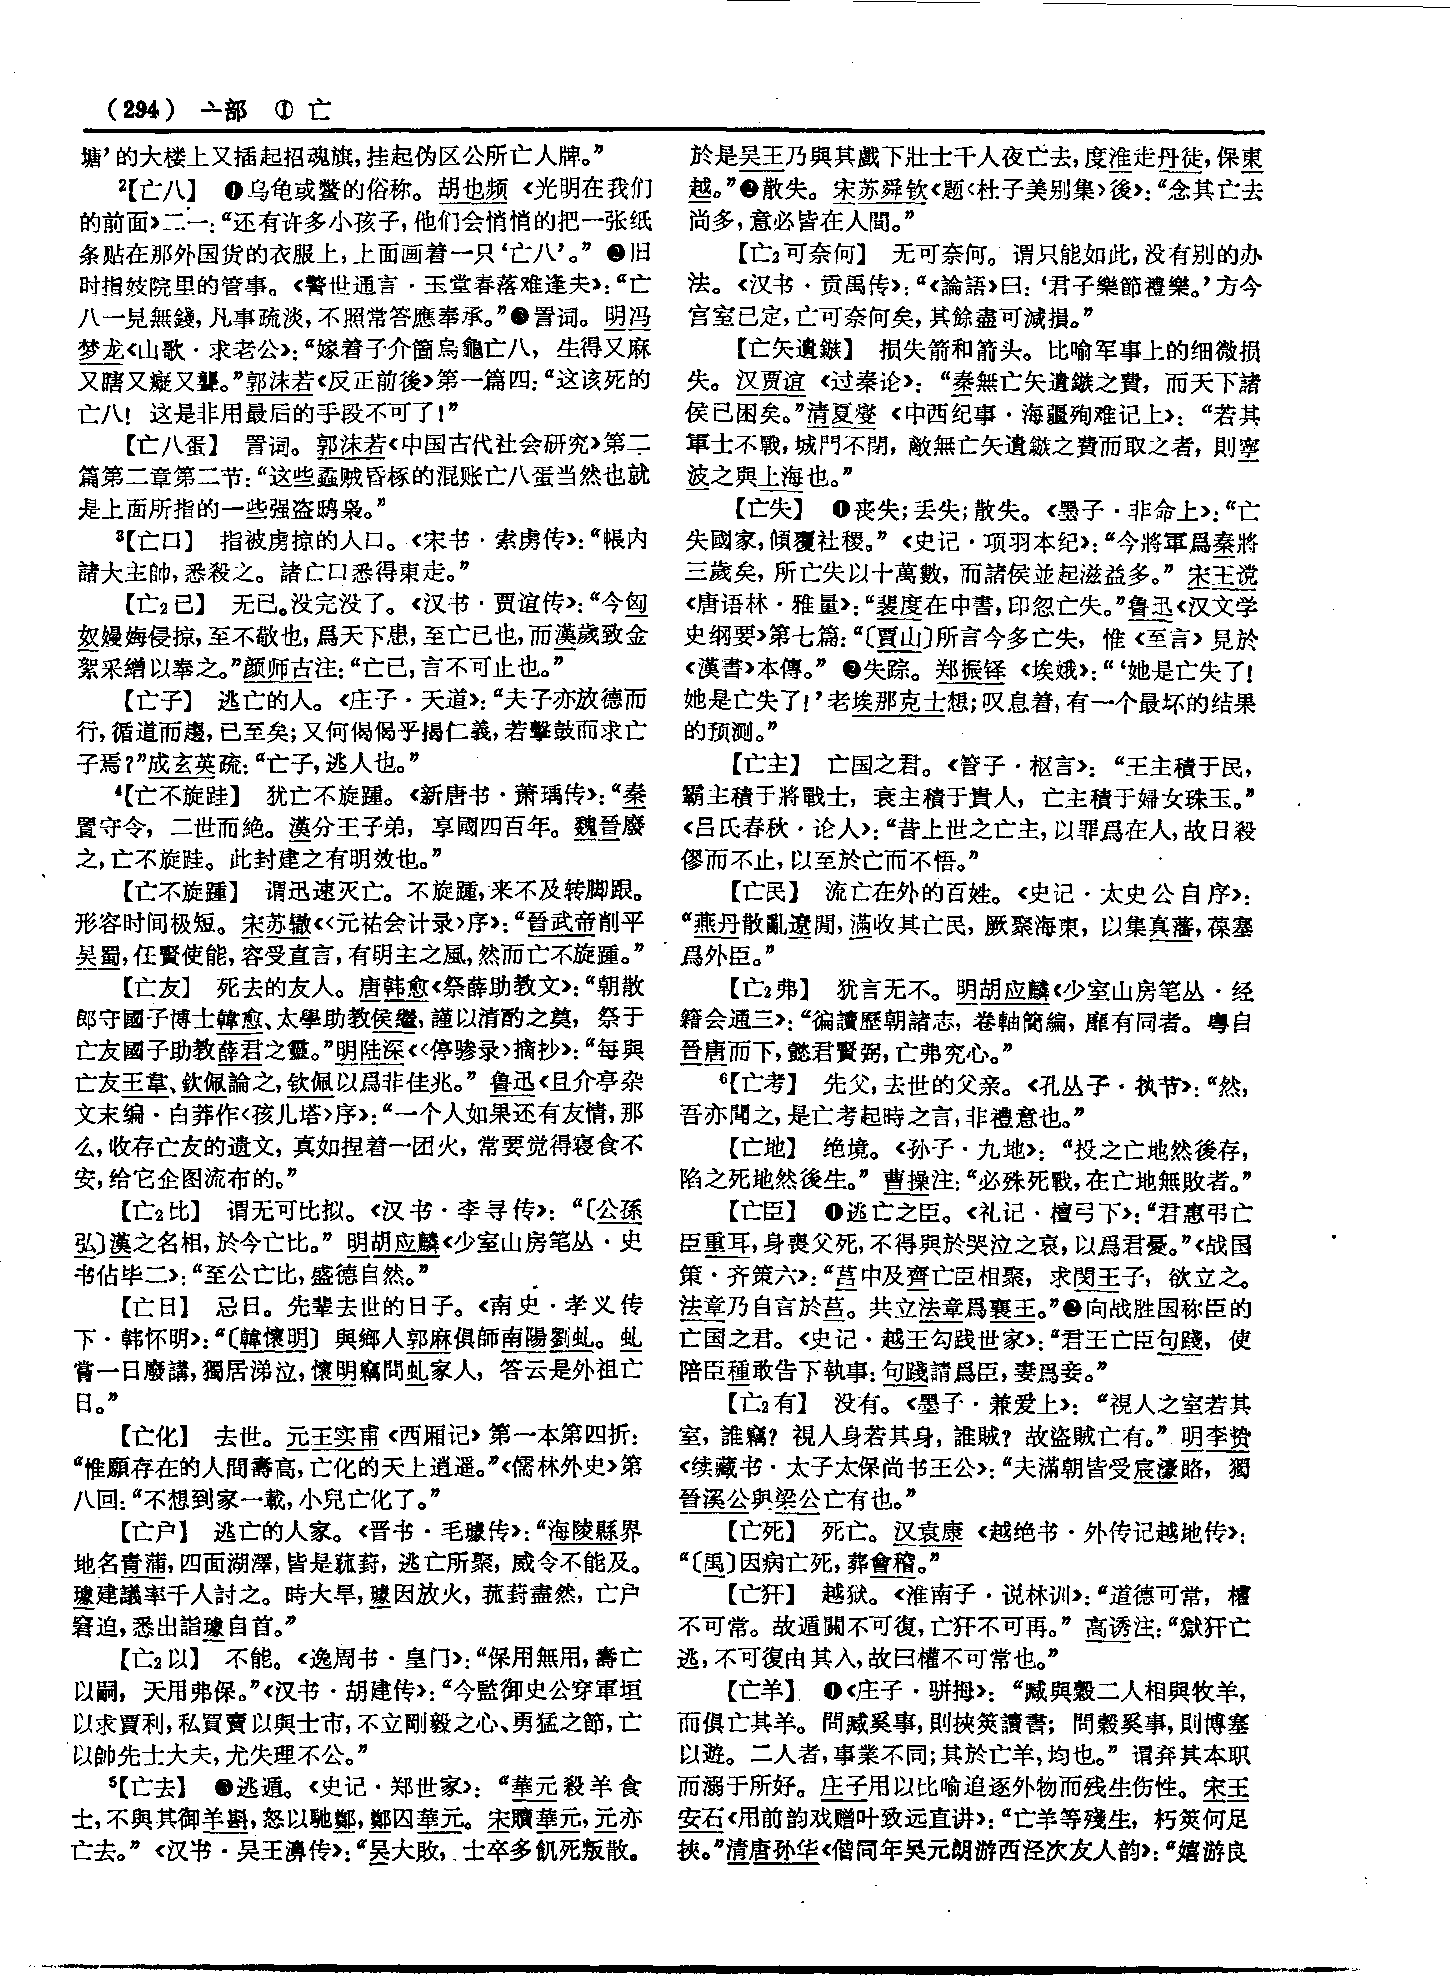 （294） 亠部 ① 亡
塘’的大楼上又插起招魂旗，挂起伪区公所亡人牌。”
²【亡八】 ❶乌龟或鳖的俗称。胡也频《光明在我们
的前面》二一：“还有许多小孩子，他们会悄悄的把一张纸
条贴在那外国货的衣服上，上面画着一只‘亡八’。” ❷旧
时指妓院里的管事。《警世通言·玉堂春落难逢夫》：“亡
八一見無錢，凡事疏淡，不照常答應奉承。”❸詈词。明冯
梦龙《山歌·求老公》：“嫁着子介箇烏龜亡八，生得又麻
又瞎又癡又聾。”郭沫若《反正前後》第一篇四：“这该死的
亡八！这是非用最后的手段不可了！”
【亡八蛋】 詈词。郭沫若《中国古代社会研究》第二
篇第二章第二节：“这些蟊贼昏椓的混账亡八蛋当然也就
是上面所指的一些强盗鸱枭。”
³【亡口】 指被虏掠的人口。《宋书·索虏传》：“帳内
諸大主帥，悉殺之。諸亡口悉得東走。”
【亡₂已】 无已。没完没了。《汉书·贾谊传》：“今匈
奴嫚娒侵掠，至不敬也，爲天下患，至亡已也，而漢歲致金
絮采繒以奉之。”颜师古注：“亡已，言不可止也。”
【亡子】 逃亡的人。《庄子·天道》：“夫子亦放德而
行，循道而趨，已至矣；又何偈偈乎揭仁義，若擊鼓而求亡
子焉？”成玄英疏：“亡子，逃人也。”
⁴【亡不旋跬】 犹亡不旋踵。《新唐书·萧瑀传》：“秦
置守令，二世而絶。漢分王子弟，享國四百年。魏晉廢
之，亡不旋跬。此封建之有明效也。”
【亡不旋踵】 谓迅速灭亡。不旋踵，来不及转脚跟。
形容时间极短。宋苏辙《〈元祐会计录〉序》：“晉武帝削平
吴蜀，任賢使能，容受直言，有明主之風，然而亡不旋踵。”
【亡友】 死去的友人。唐韩愈《祭薛助教文》：“朝散
郎守國子博士韓愈、太學助教侯繼，謹以清酌之奠，祭于
亡友國子助教薛君之靈。”明陆深《〈停骖录〉摘抄》：“每與
亡友王韋、欽佩論之，欽佩以爲非佳兆。”鲁迅《且介亭杂
文末编·白莽作〈孩儿塔〉序》：“一个人如果还有友情，那
么，收存亡友的遗文，真如捏着一团火，常要觉得寝食不
安，给它企图流布的。”
【亡₂比】 谓无可比拟。《汉书·李寻传》：“〔公孫
弘〕漢之名相，於今亡比。”明胡应麟《少室山房笔丛·史
书佔毕二》：“至公亡比，盛德自然。”
【亡日】 忌日。先辈去世的日子。《南史·孝义传
下·韩怀明》：“〔韓懷明〕與鄉人郭麻俱師南陽劉虬。虬
嘗一日廢講，獨居涕泣，懷明竊問虬家人，答云是外祖亡
日。”
【亡化】 去世。元王实甫《西厢记》第一本第四折：
“惟願存在的人間壽高，亡化的天上逍遥。”《儒林外史》第
八回：“不想到家一載，小兒亡化了。”
【亡户】 逃亡的人家。《晋书·毛璩传》：“海陵縣界
地名青蒲，四面湖澤，皆是菰葑，逃亡所聚，威令不能及。
璩建議率千人討之。時大旱，璩因放火，菰葑盡然，亡户
窘迫，悉出詣璩自首。”
【亡₂以】 不能。《逸周书·皇门》：“保用無用，壽亡
以嗣，天用弗保。”《汉书·胡建传》：“今監御史公穿軍垣
以求賈利，私買賣以與士市，不立剛毅之心、勇猛之節，亡
以帥先士大夫，尤失理不公。”
⁵【亡去】 ❶逃遁。《史记·郑世家》：“華元殺羊食
士，不與其御羊斟，怒以馳鄭，鄭囚華元。宋贖華元，元亦
亡去。”《汉书·吴王濞传》：“吴大敗，士卒多飢死叛散。
於是吴王乃與其戲下壯士千人夜亡去，度淮走丹徒，保東
越。”❷散失。宋苏舜钦《题〈杜子美别集〉後》：“念其亡去
尚多，意必皆在人間。”
【亡₂可奈何】 无可奈何。谓只能如此，没有别的办
法。《汉书·贡禹传》：“《論語》曰：‘君子樂節禮樂。’方今
宫室已定，亡可奈何矣，其餘盡可減損。”
【亡矢遺鏃】 损失箭和箭头。比喻军事上的细微损
失。汉贾谊《过秦论》：“秦無亡矢遺鏃之費，而天下諸
侯已困矣。”清夏燮《中西纪事·海疆殉难记上》：“若其
軍士不戰，城門不閉，敵無亡矢遺鏃之費而取之者，則寧
波之與上海也。”
【亡失】 ❶丧失；丢失；散失。《墨子·非命上》：“亡
失國家，傾覆社稷。”《史记·项羽本纪》：“今將軍爲秦將
三歲矣，所亡失以十萬數，而諸侯並起滋益多。”宋王谠
《唐语林·雅量》：“裴度在中書，印忽亡失。”鲁迅《汉文学
史纲要》第七篇：“〔賈山〕所言今多亡失，惟《至言》見於
《漢書》本傳。” ❷失踪。郑振铎《埃娥》：“‘她是亡失了！
她是亡失了！’老埃那克士想；叹息着，有一个最坏的结果
的预测。”
【亡主】 亡国之君。《管子·枢言》：“王主積于民，
霸主積于將戰士，衰主積于貴人，亡主積于婦女珠玉。”
《吕氏春秋·论人》：“昔上世之亡主，以罪爲在人，故日殺
僇而不止，以至於亡而不悟。”
【亡民】 流亡在外的百姓。《史记·太史公自序》：
“燕丹散亂遼間，滿收其亡民，厥聚海東，以集真藩，葆塞
爲外臣。”
【亡₂弗】 犹言无不。明胡应麟《少室山房笔丛·经
籍会通三》：“徧讀歷朝諸志，卷軸簡編，靡有同者。粤自
晉唐而下，懿君賢弼，亡弗究心。”
⁶【亡考】 先父，去世的父亲。《孔丛子·执节》：“然，
吾亦聞之，是亡考起時之言，非禮意也。”
【亡地】 绝境。《孙子·九地》：“投之亡地然後存，
陷之死地然後生。”曹操注：“必殊死戰，在亡地無敗者。”
【亡臣】 ❶逃亡之臣。《礼记·檀弓下》：“君惠弔亡
臣重耳，身喪父死，不得與於哭泣之哀，以爲君憂。”《战国
策·齐策六》：“莒中及齊亡臣相聚，求閔王子，欲立之。
法章乃自言於莒。共立法章爲襄王。”❷向战胜国称臣的
亡国之君。《史记·越王勾践世家》：“君王亡臣句踐，使
陪臣種敢告下執事：句踐請爲臣，妻爲妾。”
【亡₂有】 没有。《墨子·兼爱上》：“視人之室若其
室，誰竊？視人身若其身，誰賊？故盜賊亡有。”明李贽
《续藏书·太子太保尚书王公》：“夫滿朝皆受宸濠賂，獨
晉溪公與梁公亡有也。”
【亡死】 死亡。汉袁康《越绝书·外传记越地传》：
“〔禹〕因病亡死，葬會稽。”
【亡犴】 越狱。《淮南子·说林训》：“道德可常，權
不可常。故遁關不可復，亡犴不可再。”高诱注：“獄犴亡
逃，不可復由其入，故曰權不可常也。”
【亡羊】 ❶《庄子·骈拇》：“臧與穀二人相與牧羊，
而俱亡其羊。問臧奚事，則挾筴讀書；問穀奚事，則博塞
以遊。二人者，事業不同；其於亡羊，均也。”谓弃其本职
而溺于所好。庄子用以比喻追逐外物而残生伤性。宋王
安石《用前韵戏赠叶致远直讲》：“亡羊等殘生，朽筴何足
挾。”清唐孙华《偕同年吴元朗游西泾次友人韵》：“嬉游良